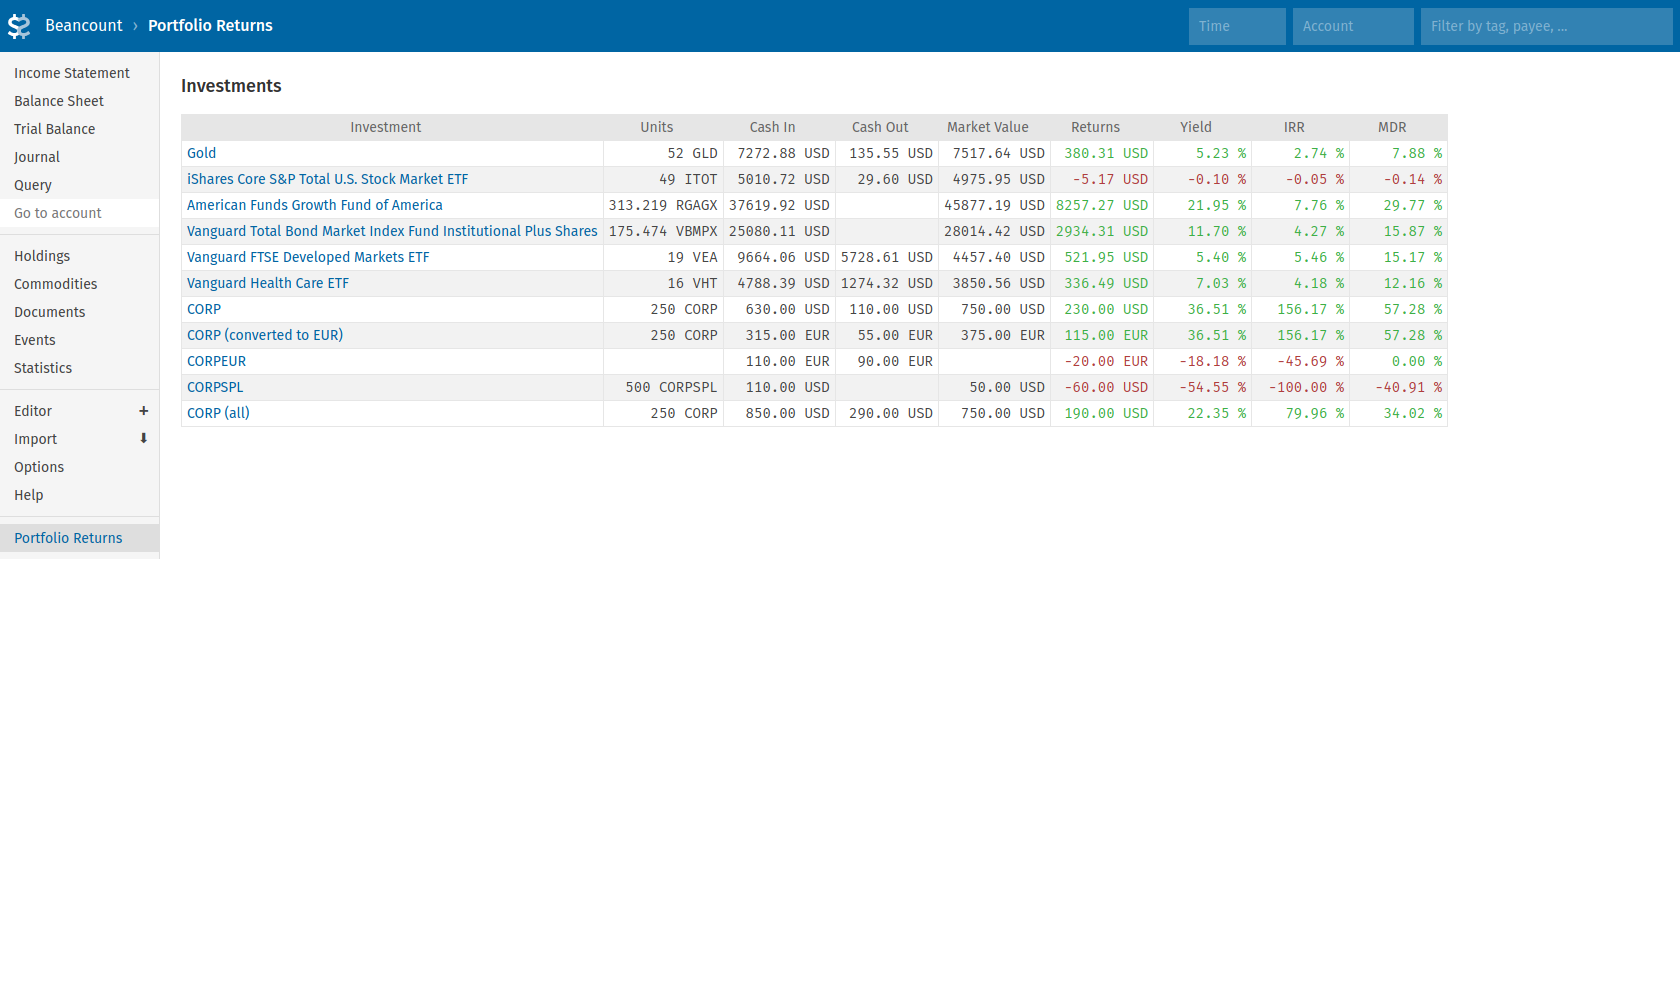 Beancount › Portfolio Returns
Time
Account
Filter by tag, payee, ...
Income Statement
Balance Sheet
Trial Balance
Journal
Query
Go to account
Holdings
Commodities
Documents
Events
Statistics
Editor +
Import ⬇
Options
Help
Portfolio Returns
Investments
Investment Units Cash In Cash Out Market Value Returns Yield IRR MDR
Gold 52 GLD 7272.88 USD 135.55 USD 7517.64 USD 380.31 USD 5.23 % 2.74 % 7.88 %
iShares Core S&P Total U.S. Stock Market ETF 49 ITOT 5010.72 USD 29.60 USD 4975.95 USD -5.17 USD -0.10 % -0.05 % -0.14 %
American Funds Growth Fund of America 313.219 RGAGX 37619.92 USD 45877.19 USD 8257.27 USD 21.95 % 7.76 % 29.77 %
Vanguard Total Bond Market Index Fund Institutional Plus Shares 175.474 VBMPX 25080.11 USD 28014.42 USD 2934.31 USD 11.70 % 4.27 % 15.87 %
Vanguard FTSE Developed Markets ETF 19 VEA 9664.06 USD 5728.61 USD 4457.40 USD 521.95 USD 5.40 % 5.46 % 15.17 %
Vanguard Health Care ETF 16 VHT 4788.39 USD 1274.32 USD 3850.56 USD 336.49 USD 7.03 % 4.18 % 12.16 %
CORP 250 CORP 630.00 USD 110.00 USD 750.00 USD 230.00 USD 36.51 % 156.17 % 57.28 %
CORP (converted to EUR) 250 CORP 315.00 EUR 55.00 EUR 375.00 EUR 115.00 EUR 36.51 % 156.17 % 57.28 %
CORPEUR 110.00 EUR 90.00 EUR -20.00 EUR -18.18 % -45.69 % 0.00 %
CORPSPL 500 CORPSPL 110.00 USD 50.00 USD -60.00 USD -54.55 % -100.00 % -40.91 %
CORP (all) 250 CORP 850.00 USD 290.00 USD 750.00 USD 190.00 USD 22.35 % 79.96 % 34.02 %